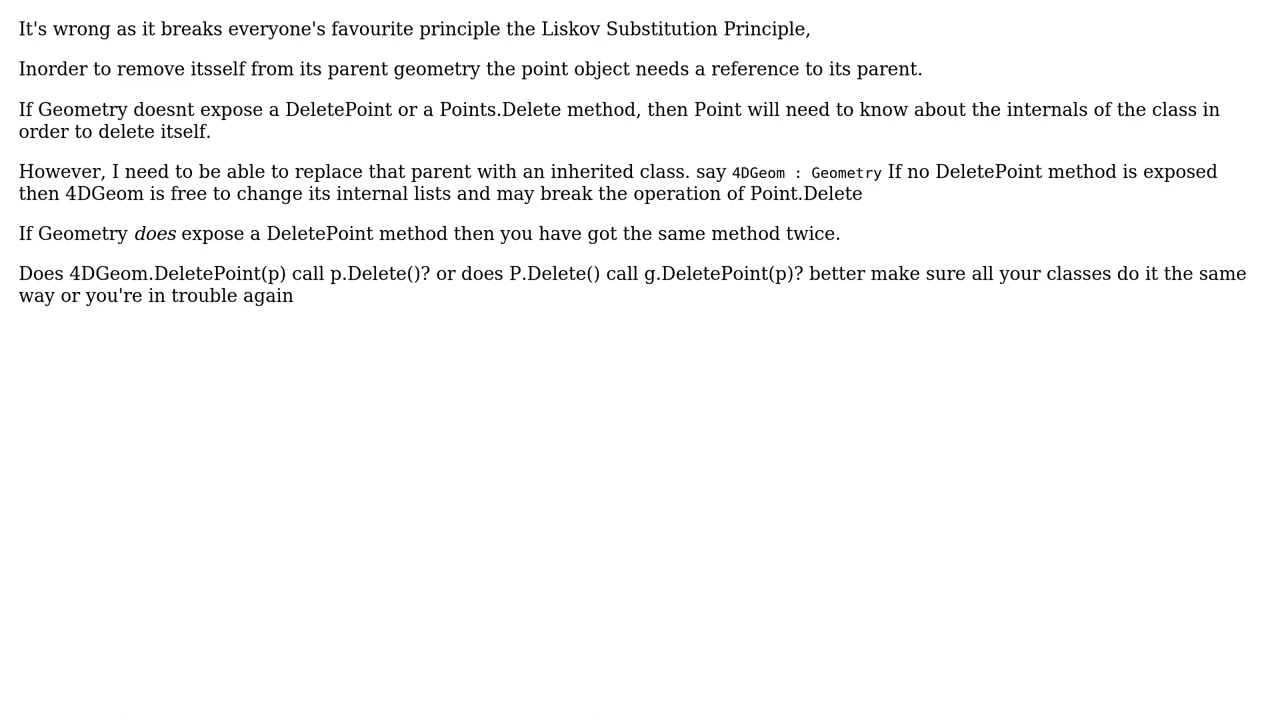 It's wrong as it breaks everyone's favourite principle the Liskov Substitution Principle,
Inorder to remove itsself from its parent geometry the point object needs a reference to its parent.
If Geometry doesnt expose a DeletePoint or a Points.Delete method, then Point will need to know about the internals of the class in
order to delete itself.
However, I need to be able to replace that parent with an inherited class. say 4DGeom : Geometry If no DeletePoint method is exposed
then 4DGeom is free to change its internal lists and may break the operation of Point.Delete
If Geometry does expose a DeletePoint method then you have got the same method twice.
Does 4DGeom.DeletePoint(p) call p.Delete()? or does P.Delete() call g.DeletePoint(p)? better make sure all your classes do it the same
way or you're in trouble again